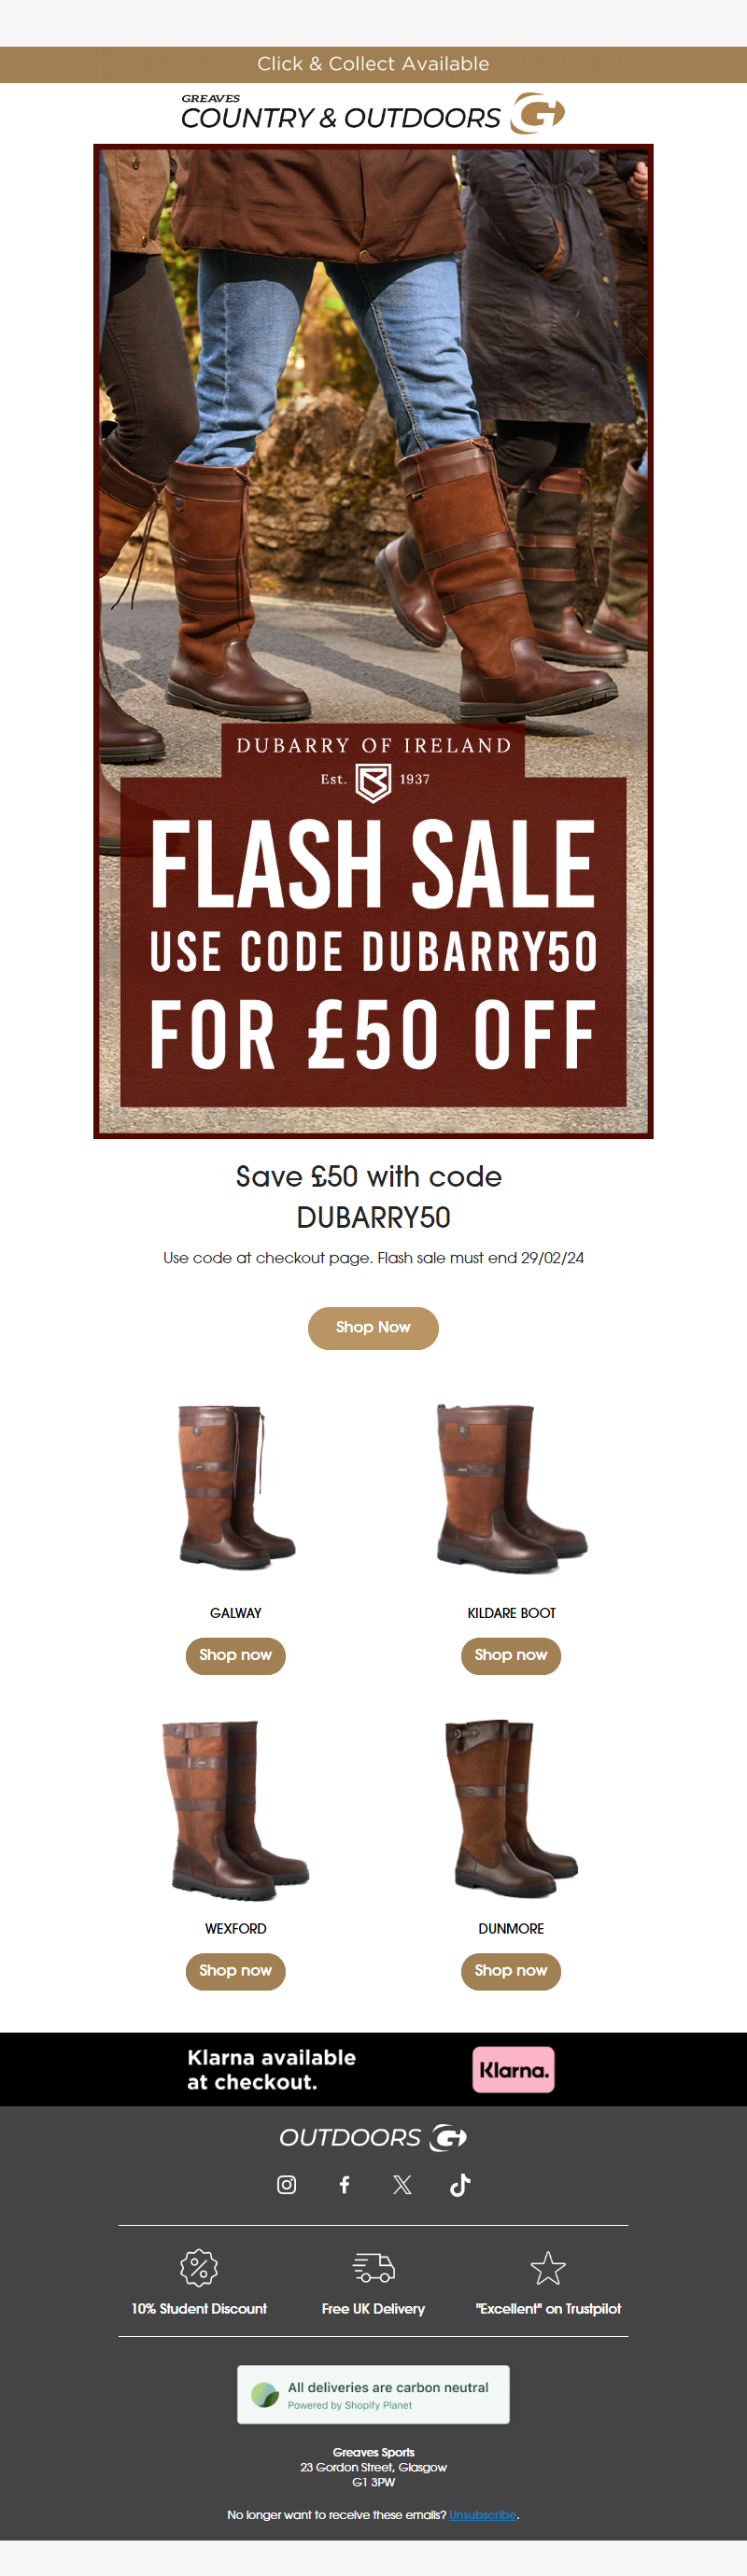 Click & Collect Available
GREAVES
COUNTRY & OUTDOORS
DUBARRY OF IRELAND
Est. 1937
FLASH SALE
USE CODE DUBARRY50
FOR £50 OFF
Save £50 with code
DUBARRY50
Use code at checkout page. Flash sale must end 29/02/24
Shop Now
GALWAY
Shop now
KILDARE BOOT
Shop now
WEXFORD
Shop now
DUNMORE
Shop now
Klarna available
at checkout.
Klarna.
OUTDOORS
10% Student Discount
Free UK Delivery
"Excellent" on Trustpilot
All deliveries are carbon neutral
Powered by Shopify Planet
Greaves Sports
23 Gordon Street, Glasgow
G1 3PW
No longer want to receive these emails? Unsubscribe.